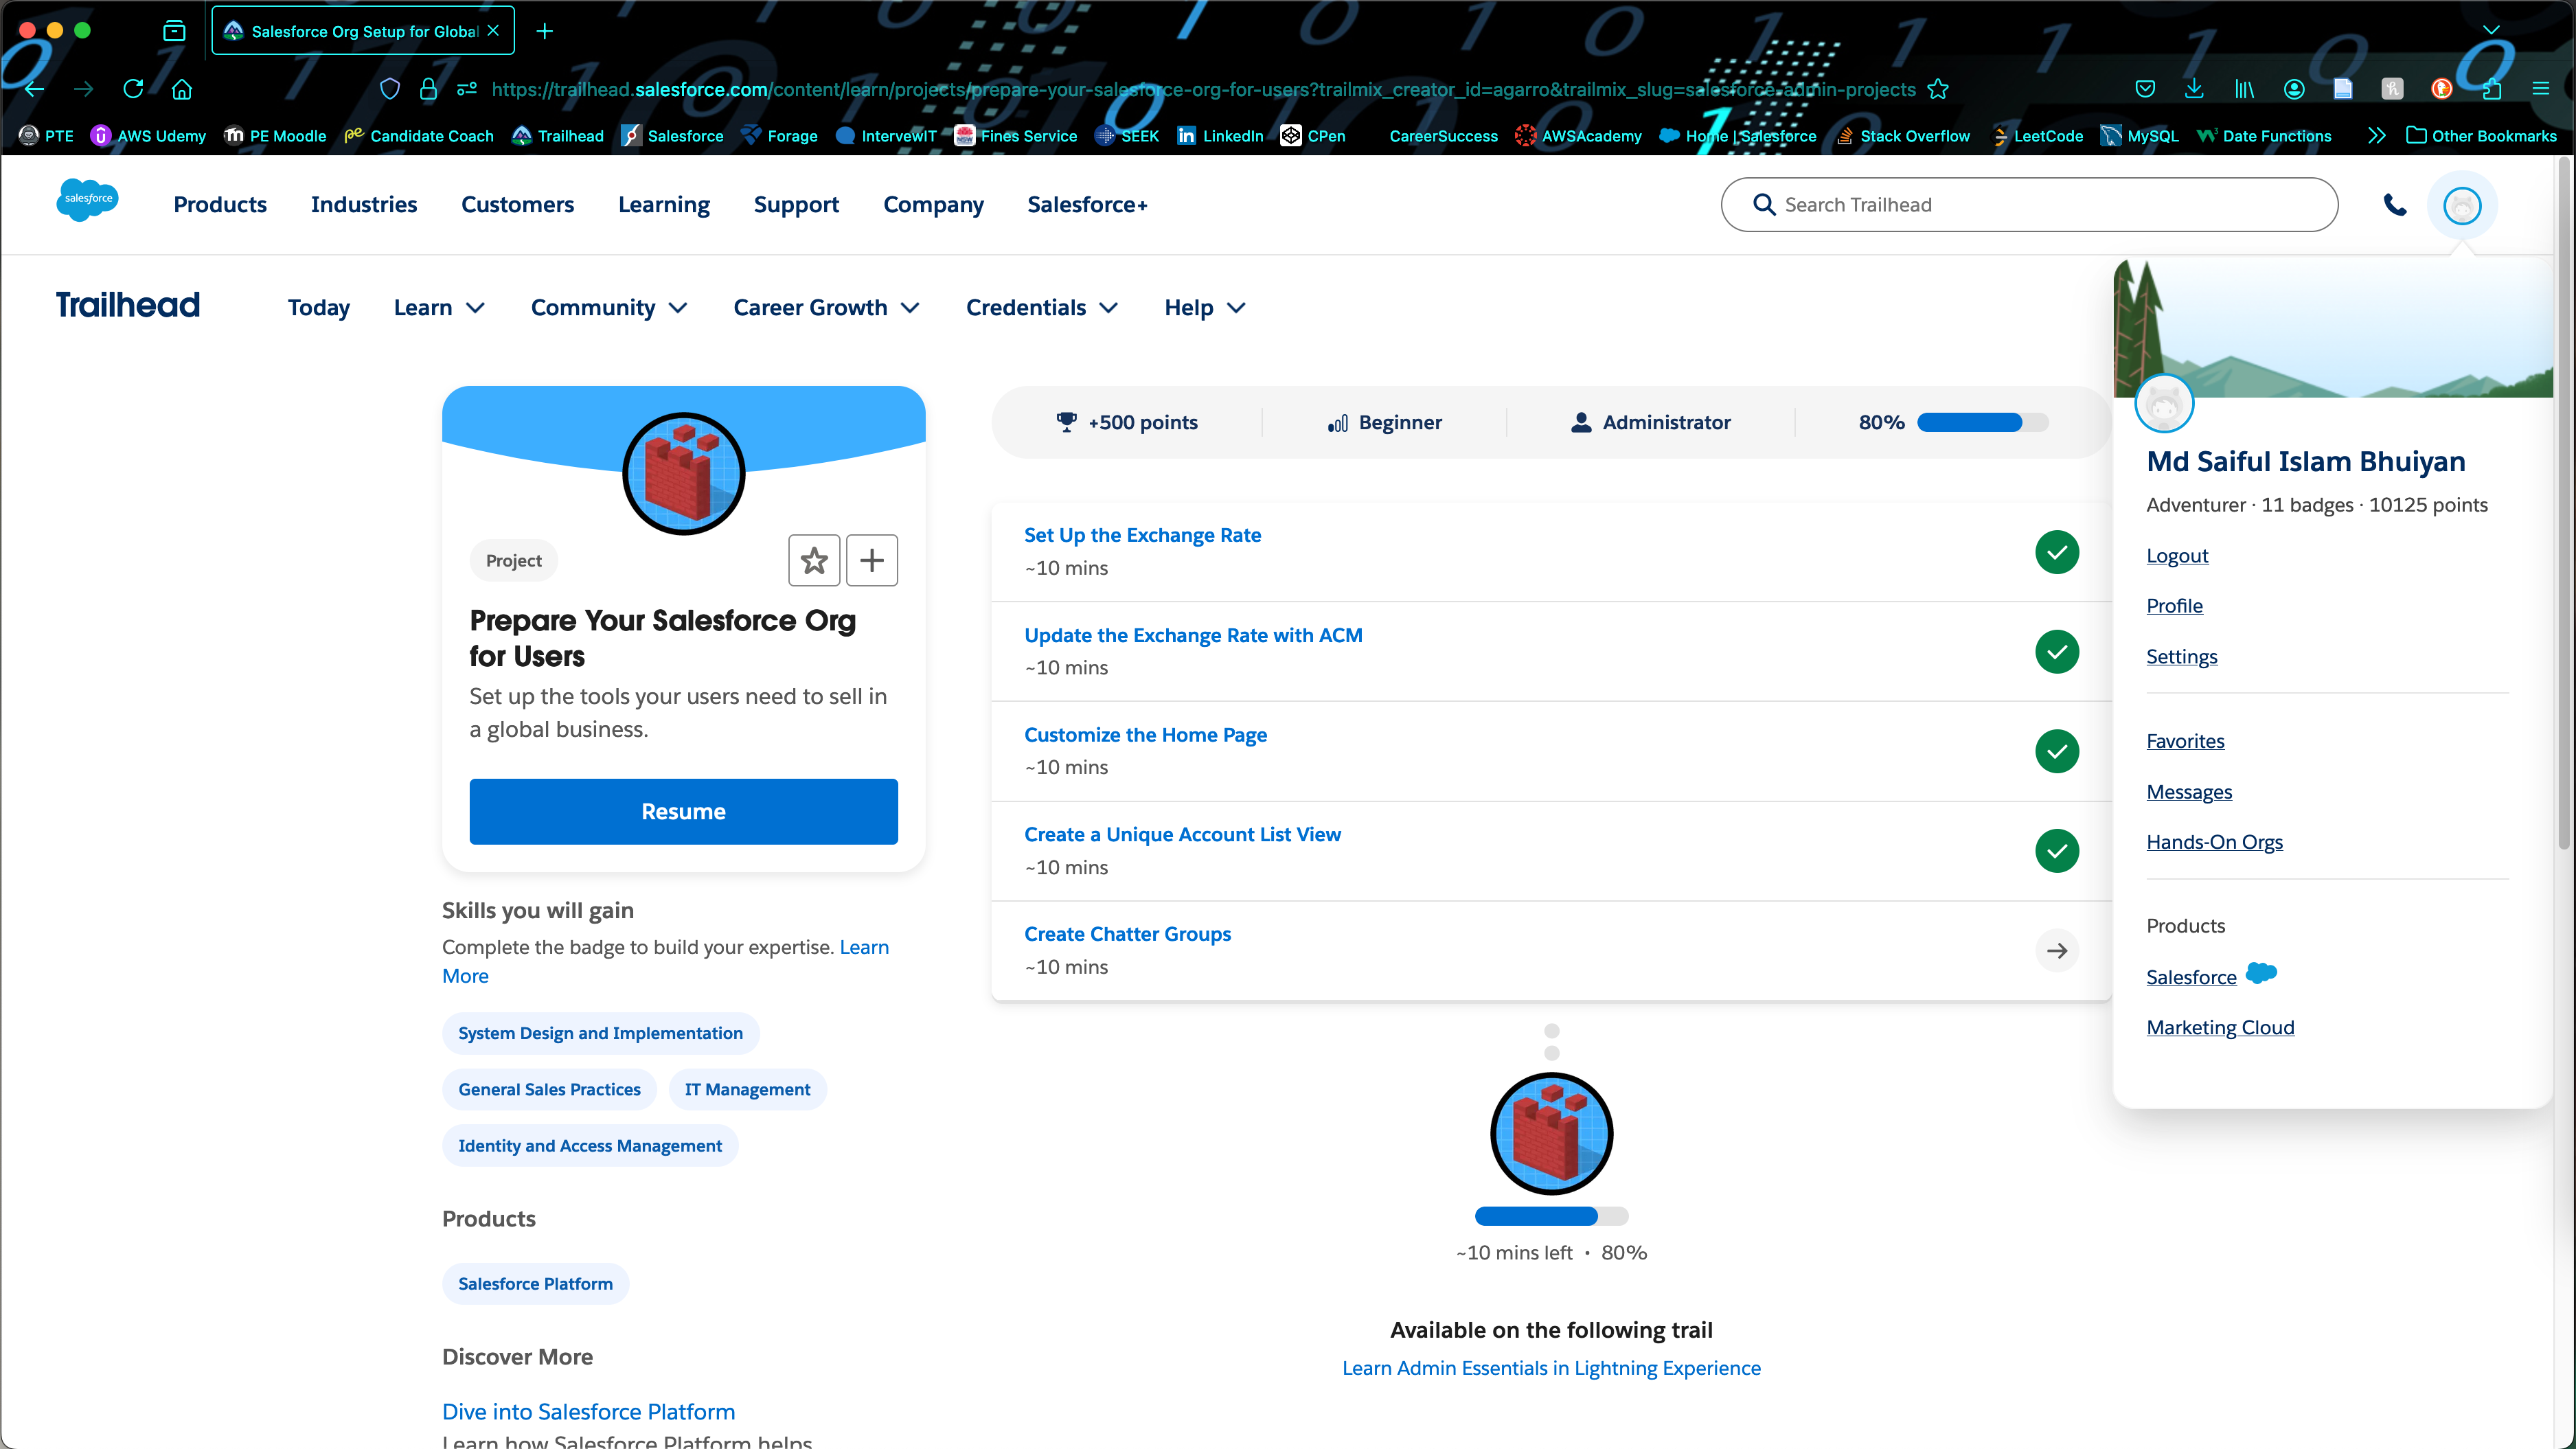 Salesforce Org Setup for Global
https://trailhead.salesforce.com/content/learn/projects/prepare-your-salesforce-org-for-users?trailmix_creator_id=agarro&trailmix_slug=salesforce-admin-projects
PTE AWS Udemy PE Moodle Candidate Coach Trailhead Salesforce Forage IntervewIT Fines Service SEEK LinkedIn CPen CareerSuccess AWSAcademy Home | Salesforce Stack Overflow LeetCode MySQL Date Functions Other Bookmarks
salesforce Products Industries Customers Learning Support Company Salesforce+ Search Trailhead
Trailhead Today Learn Community Career Growth Credentials Help
Project
Prepare Your Salesforce Org
for Users
Set up the tools your users need to sell in
a global business.
Resume
Skills you will gain
Complete the badge to build your expertise. Learn
More
System Design and Implementation
General Sales Practices IT Management
Identity and Access Management
Products
Salesforce Platform
Discover More
Dive into Salesforce Platform
Learn how Salesforce Platform helps
+500 points Beginner Administrator 80%
Set Up the Exchange Rate
~10 mins
Update the Exchange Rate with ACM
~10 mins
Customize the Home Page
~10 mins
Create a Unique Account List View
~10 mins
Create Chatter Groups
~10 mins
~10 mins left • 80%
Available on the following trail
Learn Admin Essentials in Lightning Experience
Md Saiful Islam Bhuiyan
Adventurer · 11 badges · 10125 points
Logout
Profile
Settings
Favorites
Messages
Hands-On Orgs
Products
Salesforce
Marketing Cloud